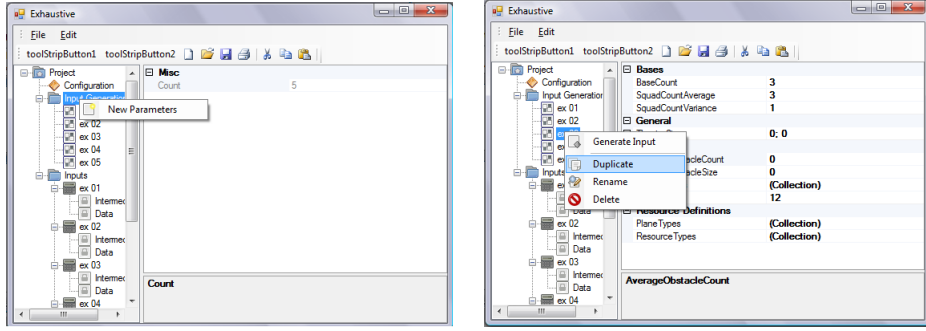 Exhaustive
File Edit
toolStripButton1 toolStripButton2
Project
Configuration
Input Generation
New Parameters
ex 02
ex 03
ex 04
ex 05
Inputs
ex 01
Intermec
Data
ex 02
Intermec
Data
ex 03
Intermec
Data
ex 04
Misc
Count 5
Count
Exhaustive
File Edit
toolStripButton1 toolStripButton2
Project
Configuration
Input Generation
ex 01
ex 02
ex
ex
ex
Inputs
ex
Data
ex 02
Intermec
Data
ex 03
Intermec
Data
ex 04
Generate Input
Duplicate
Rename
Delete
Bases
BaseCount 3
SquadCountAverage 3
SquadCountVariance 1
General
0; 0
acleCount 0
acleSize 0
(Collection)
12
Resource Definitions
PlaneTypes (Collection)
ResourceTypes (Collection)
AverageObstacleCount